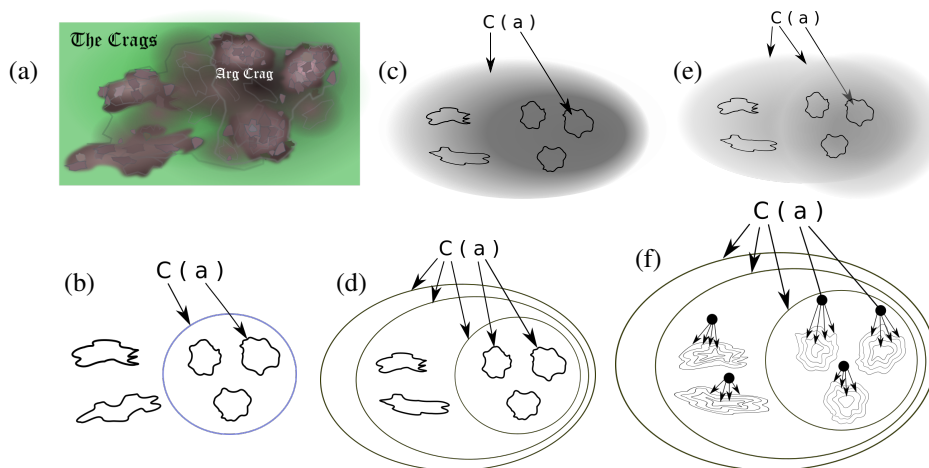 (a)
The Crags
Arg Crag
(b)
C ( a )
(c)
C ( a )
(d)
C ( a )
(e)
C ( a )
(f)
C ( a )